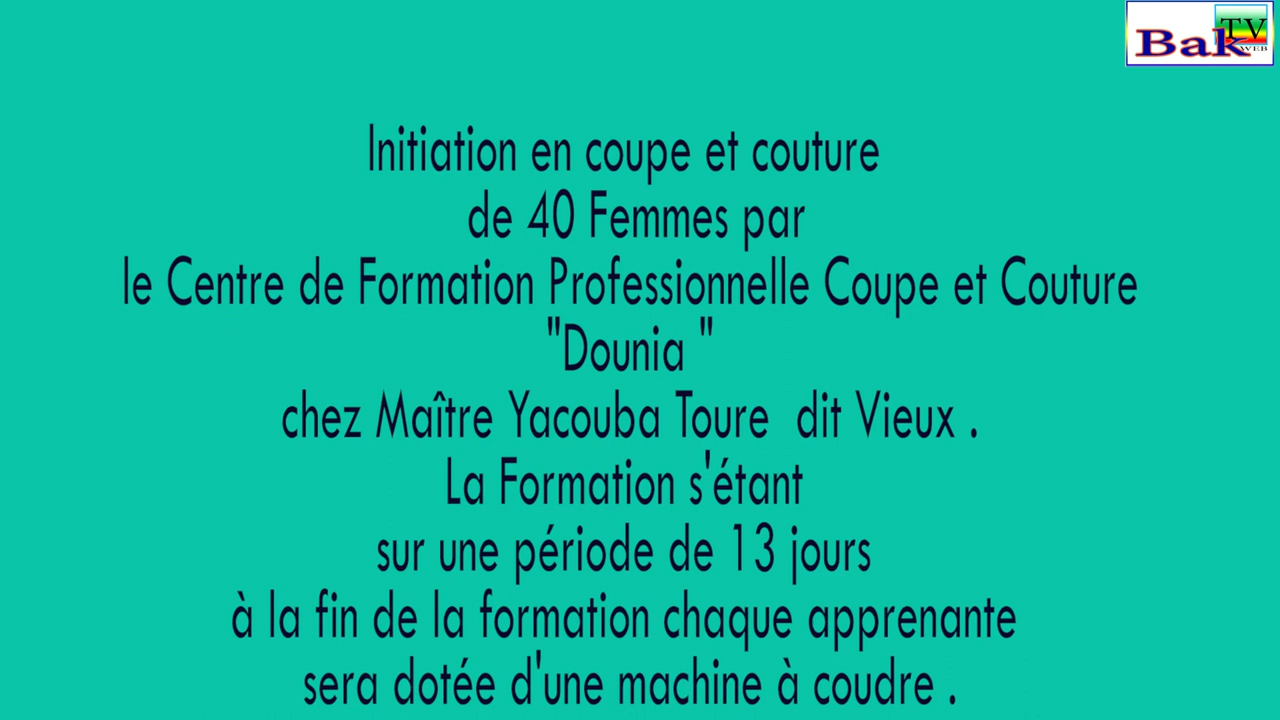 Bak TV
WEB
Initiation en coupe et couture
de 40 Femmes par
le Centre de Formation Professionnelle Coupe et Couture
"Dounia "
chez Maître Yacouba Toure  dit Vieux .
La Formation s'étant
sur une période de 13 jours
à la fin de la formation chaque apprenante
sera dotée d'une machine à coudre .